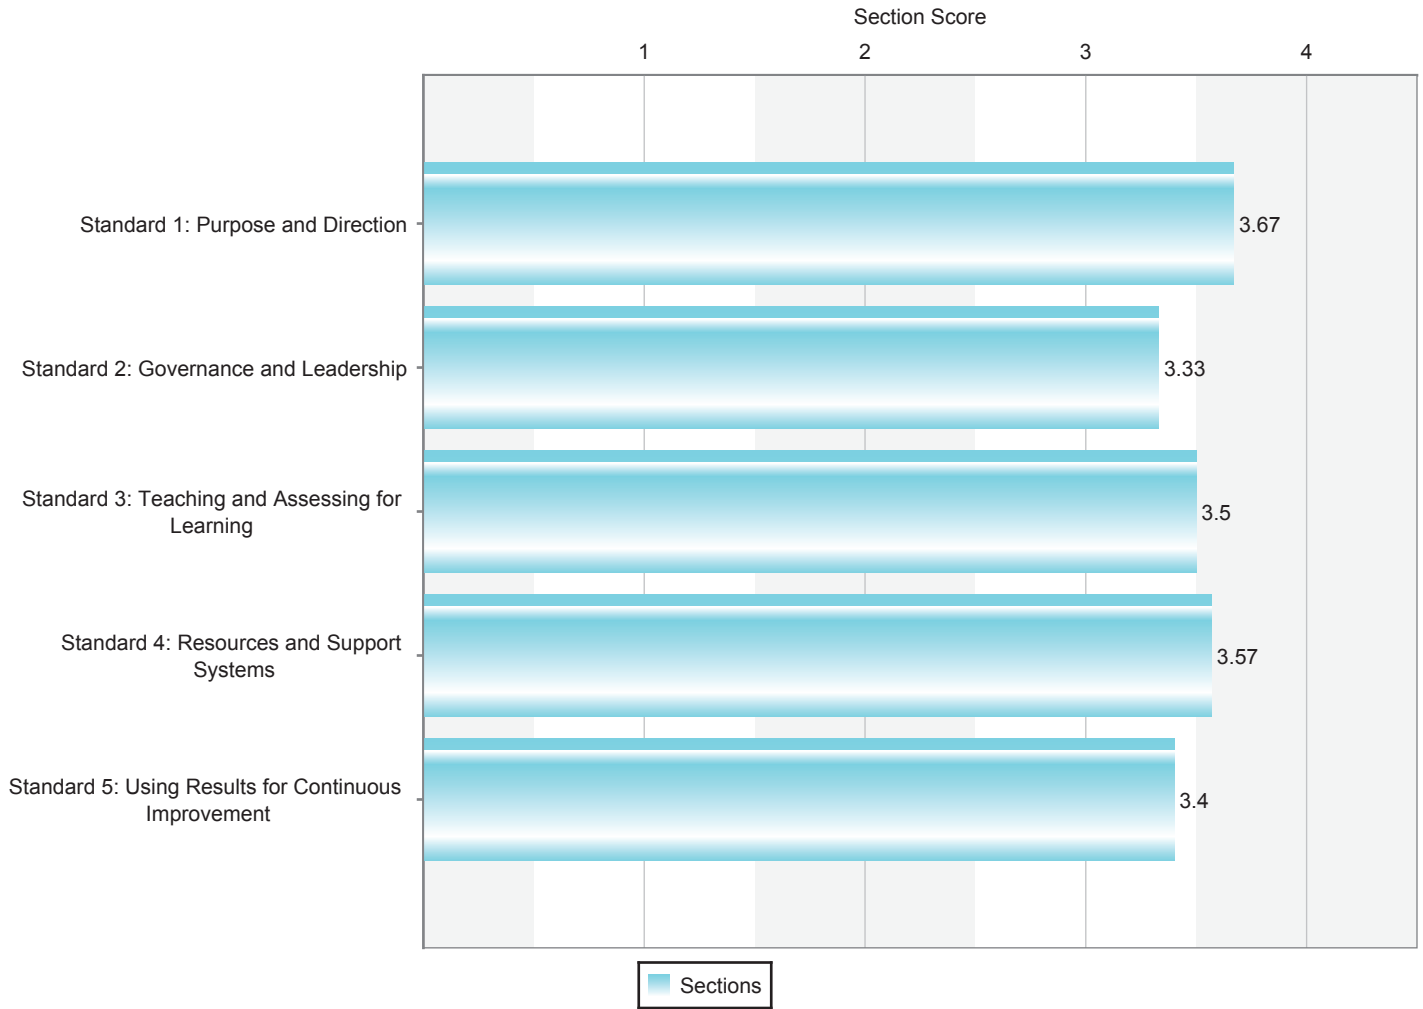 Section Score
1 2 3 4
Standard 1: Purpose and Direction
3.67
Standard 2: Governance and Leadership
3.33
Standard 3: Teaching and Assessing for
Learning
3.5
Standard 4: Resources and Support
Systems
3.57
Standard 5: Using Results for Continuous
Improvement
3.4
Sections